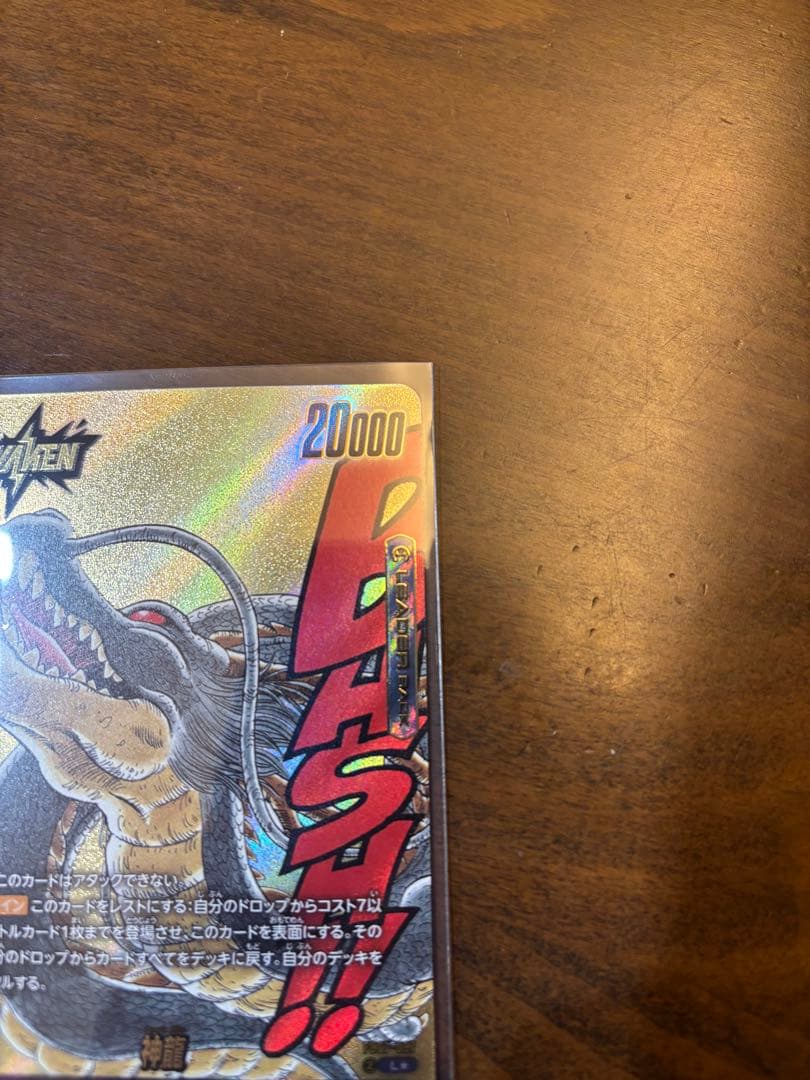 20000
LEADER BACK
BASH!!
このカードはアタックできない。
イン このカードをレストにする:自分のドロップからコスト7以
トルカード1枚までを登場させ、このカードを表面にする。その
分のドロップからカードすべてをデッキに戻す。自分のデッキを
ルする。
神龍
L★